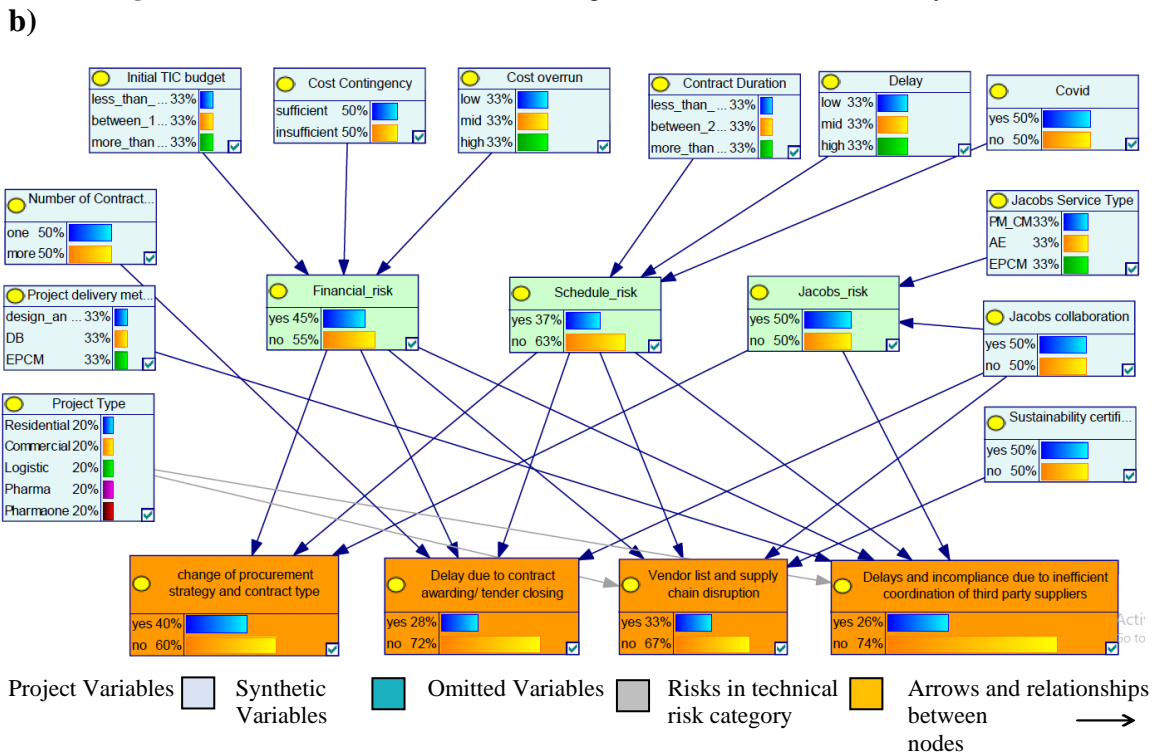 b)
Initial TIC budget
less_than_ ... 33%
between_1... 33%
more_than ... 33%
Cost Contingency
sufficient 50%
insufficient 50%
Cost overrun
low 33%
mid 33%
high 33%
Contract Duration
less_than_ ... 33%
between_2... 33%
more_than ... 33%
Delay
low 33%
mid 33%
high 33%
Covid
yes 50%
no 50%
Number of Contract...
one 50%
more 50%
Jacobs Service Type
PM_CM 33%
AE 33%
EPCM 33%
Project delivery met...
design_an ... 33%
DB 33%
EPCM 33%
Financial_risk
yes 45%
no 55%
Schedule_risk
yes 37%
no 63%
Jacobs_risk
yes 50%
no 50%
Jacobs collaboration
yes 50%
no 50%
Project Type
Residential 20%
Commercial 20%
Logistic 20%
Pharma 20%
Pharmaone 20%
Sustainability certifi...
yes 50%
no 50%
change of procurement
strategy and contract type
yes 40%
no 60%
Delay due to contract
awarding/ tender closing
yes 28%
no 72%
Vendor list and supply
chain disruption
yes 33%
no 67%
Delays and incompliance due to inefficient
coordination of third party suppliers
yes 26%
no 74%
Project Variables
Synthetic
Variables
Omitted Variables
Risks in technical
risk category
Arrows and relationships
between
nodes